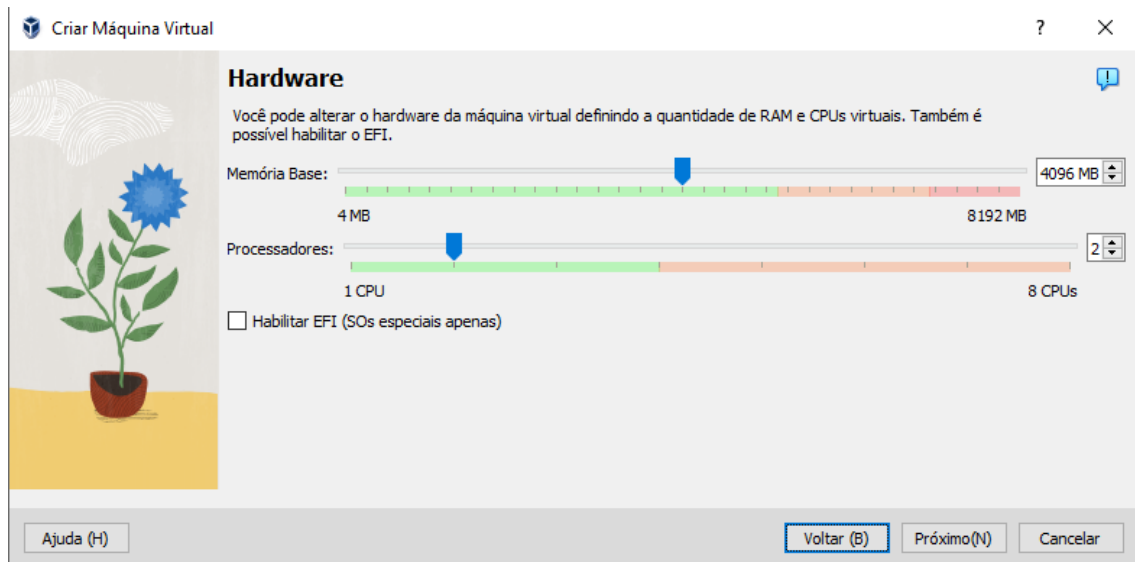 Criar Máquina Virtual
?
Hardware
Você pode alterar o hardware da máquina virtual definindo a quantidade de RAM e CPUs virtuais. Também é
possível habilitar o EFI.
Memória Base:
4096 MB
4 MB
8192 MB
Processadores:
2
1 CPU
8 CPUs
Habilitar EFI (SOs especiais apenas)
Ajuda (H)
Voltar (B)
Próximo(N)
Cancelar